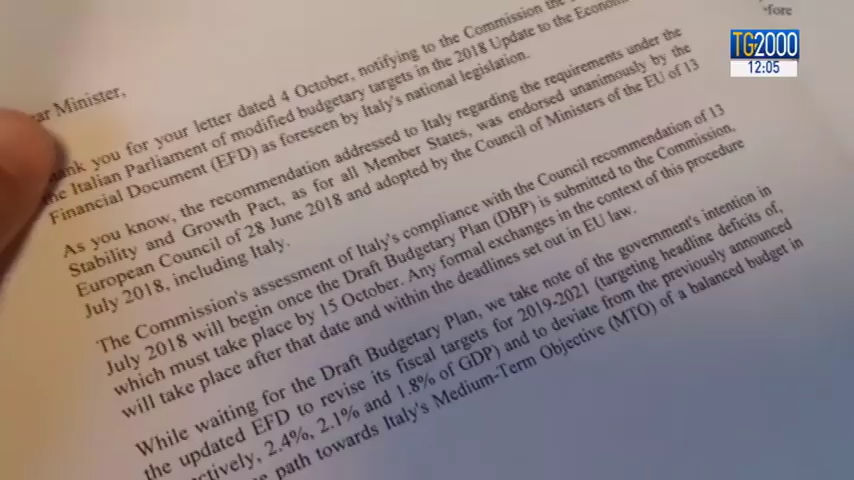 TG2000
12:05
Minister,
thank you for your letter dated 4 October, notifying to the Commission the
the Italian Parliament of modified budgetary targets in the 2018 Update to the
Financial Document (EFD) as foreseen by Italy's national legislation.
As you know, the recommendation addressed to Italy regarding the requirements under the
Stability and Growth Pact, as for all Member States, was endorsed unanimously by the
European Council of 28 June 2018 and adopted by the Council of Ministers of the EU of 13
July 2018, including Italy.
The Commission's assessment of Italy's compliance with the Council recommendation of 13
July 2018 will begin once the Draft Budgetary Plan (DBP) is submitted to the Commission,
which must take place by 15 October. Any formal exchanges in the context of this procedure
will take place after that date and within the deadlines set out in EU law.
While waiting for the Draft Budgetary Plan, we take note of the government's intention in
the updated EFD to revise its fiscal targets for 2019-2021 (targeting headline deficits of,
2.4%, 2.1% and 1.8% of GDP) and to deviate from the previously announced
path towards Italy's Medium-Term Objective (MTO) of a balanced budget in